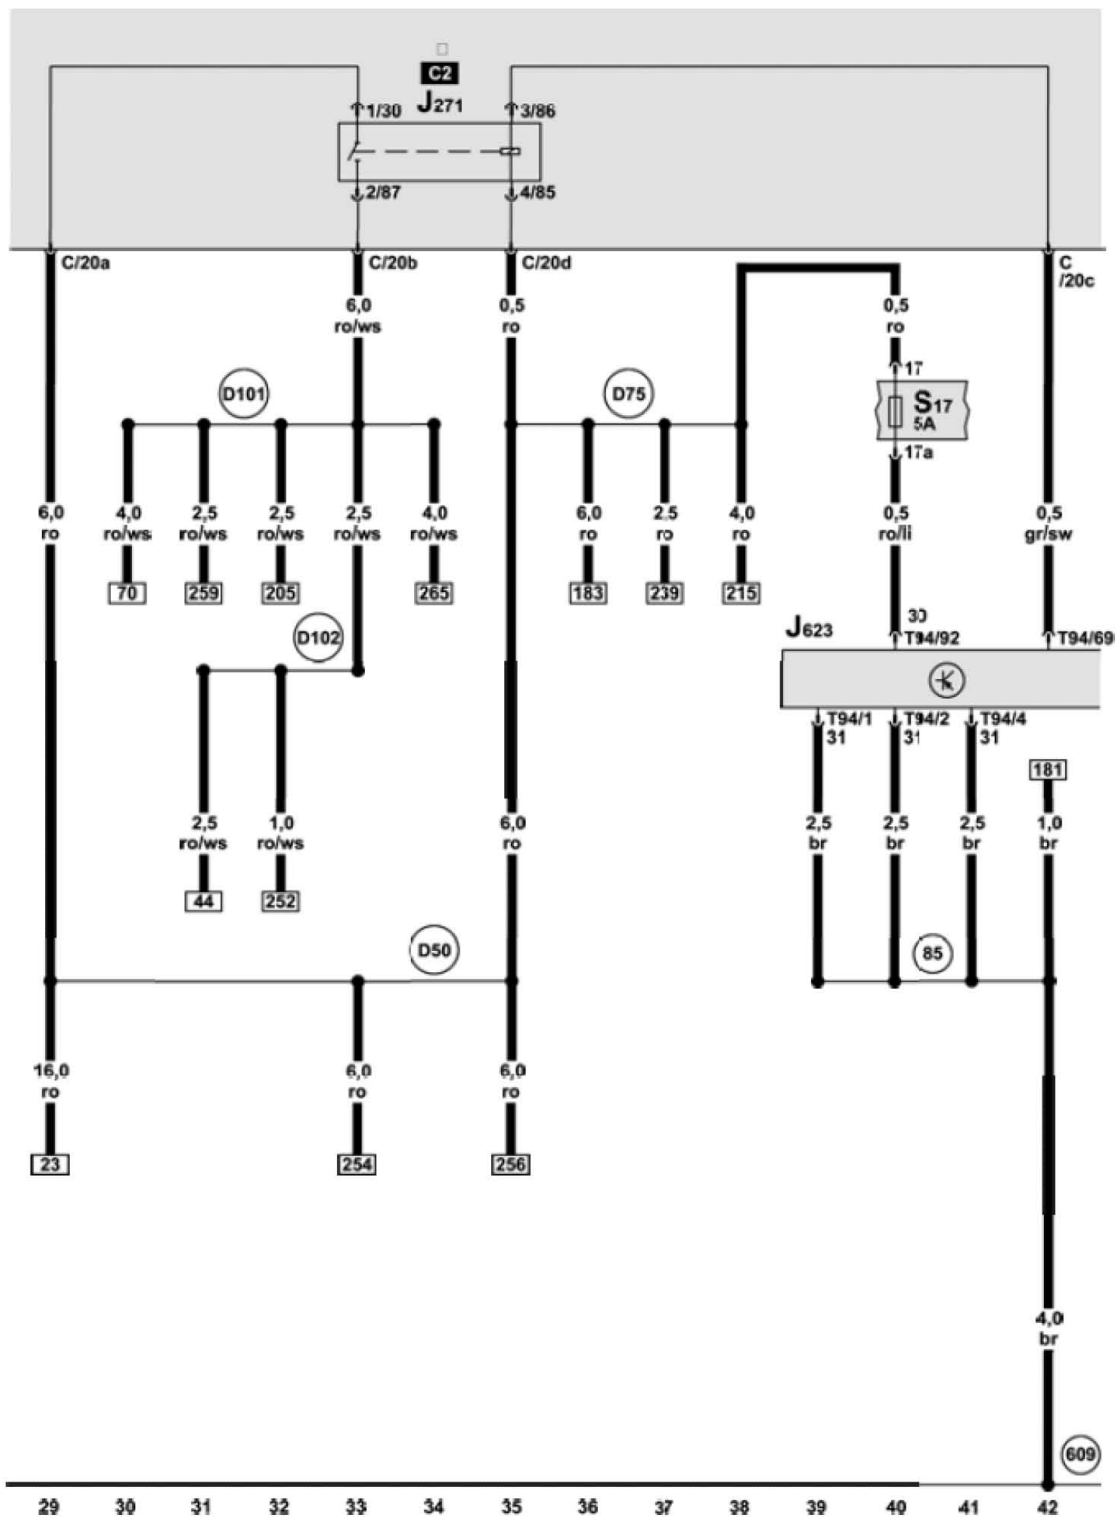 C2
J271
1/30
3/86
2/87
4/85
C/20a
C/20b
C/20d
C
/20c
6,0
ro/ws
0,5
ro
0,5
ro
17
D101
D75
S17
5A
17a
6,0
ro
4,0
ro/ws
2,5
ro/ws
2,5
ro/ws
2,5
ro/ws
4,0
ro/ws
6,0
ro
2,5
ro
4,0
ro
0,5
ro/li
0,5
gr/sw
70
259
205
265
183
239
215
D102
J623
30
T94/92
T94/69
T94/1
31
T94/2
31
T94/4
31
181
2,5
ro/ws
1,0
ro/ws
6,0
ro
2,5
br
2,5
br
2,5
br
1,0
br
44
252
D50
85
16,0
ro
6,0
ro
6,0
ro
23
254
256
4,0
br
609
29 30 31 32 33 34 35 36 37 38 39 40 41 42